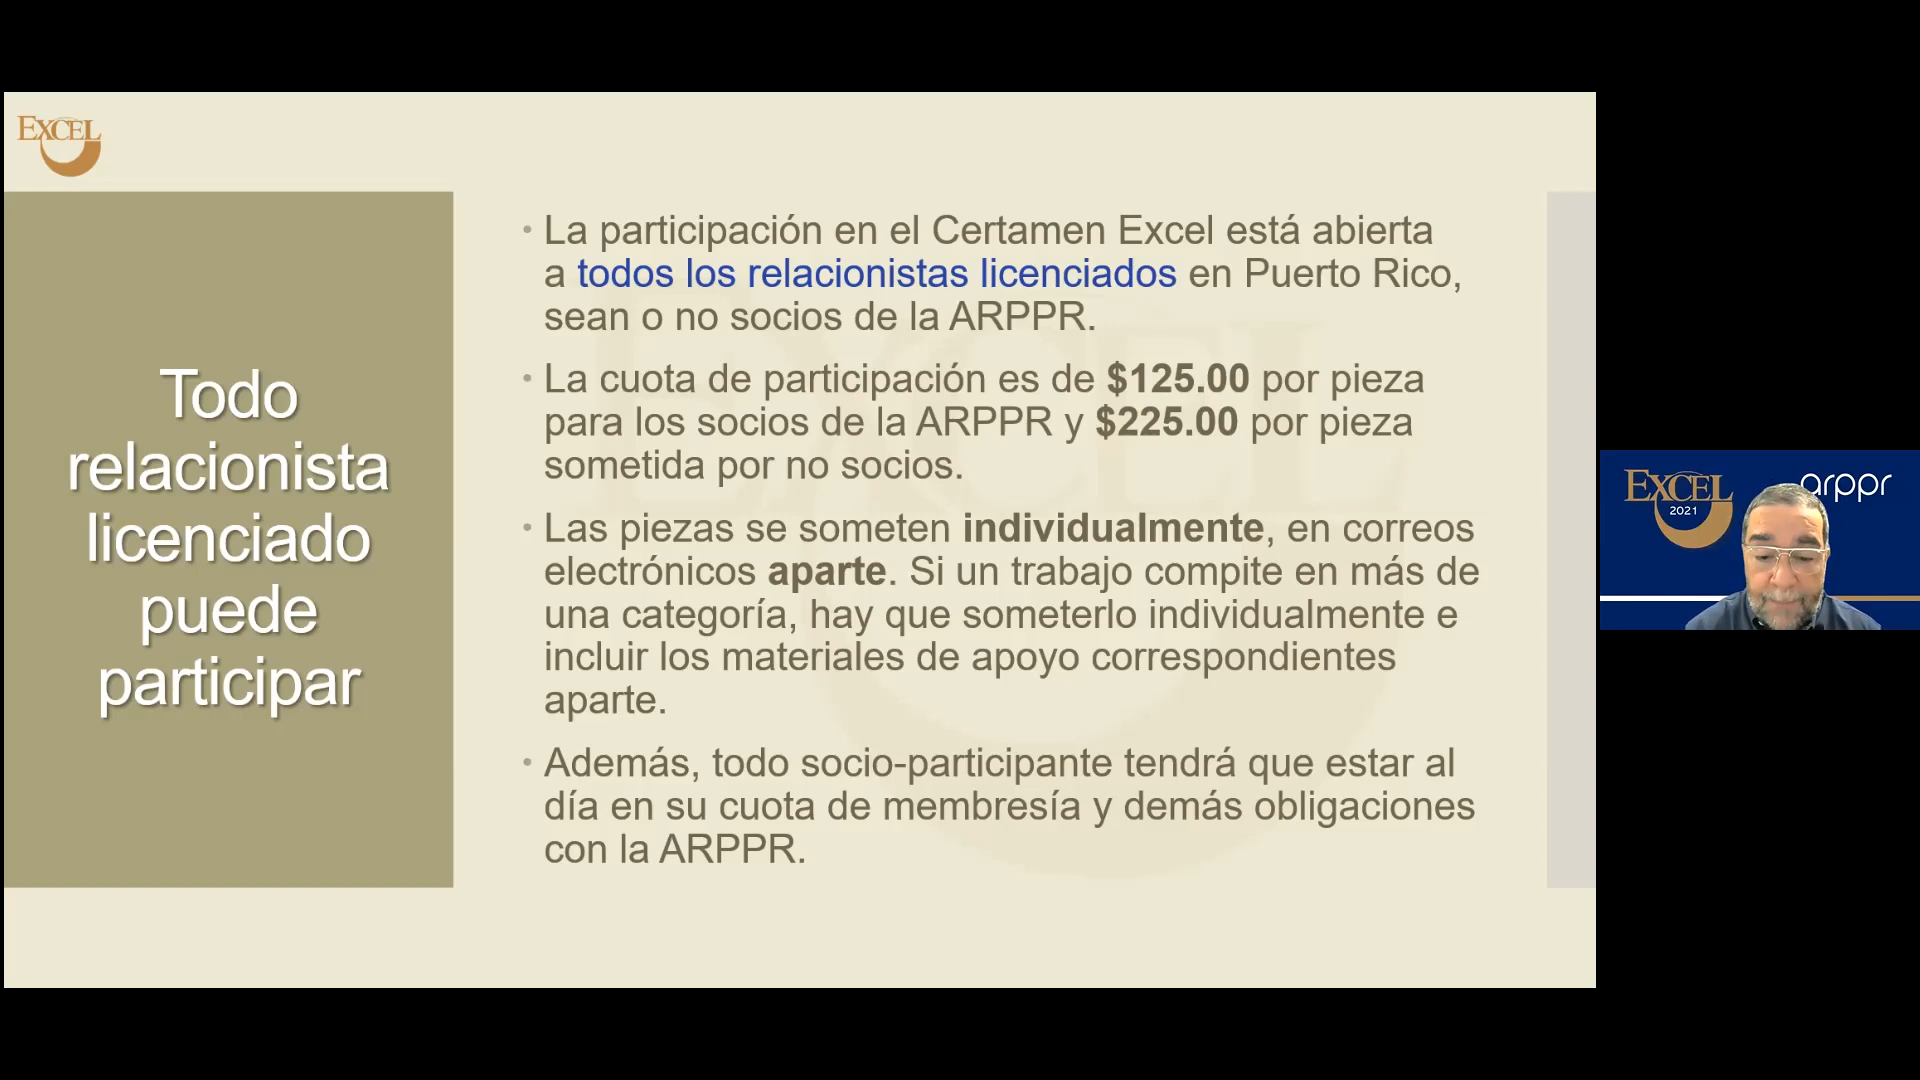 EXCEL
Todo
relacionista
licenciado
puede
participar
• La participación en el Certamen Excel está abierta
a todos los relacionistas licenciados en Puerto Rico,
sean o no socios de la ARPPR.
• La cuota de participación es de $125.00 por pieza
para los socios de la ARPPR y $225.00 por pieza
sometida por no socios.
• Las piezas se someten individualmente, en correos
electrónicos aparte. Si un trabajo compite en más de
una categoría, hay que someterlo individualmente e
incluir los materiales de apoyo correspondientes
aparte.
• Además, todo socio-participante tendrá que estar al
día en su cuota de membresía y demás obligaciones
con la ARPPR.
EXCEL
EXCEL
2021
arppr